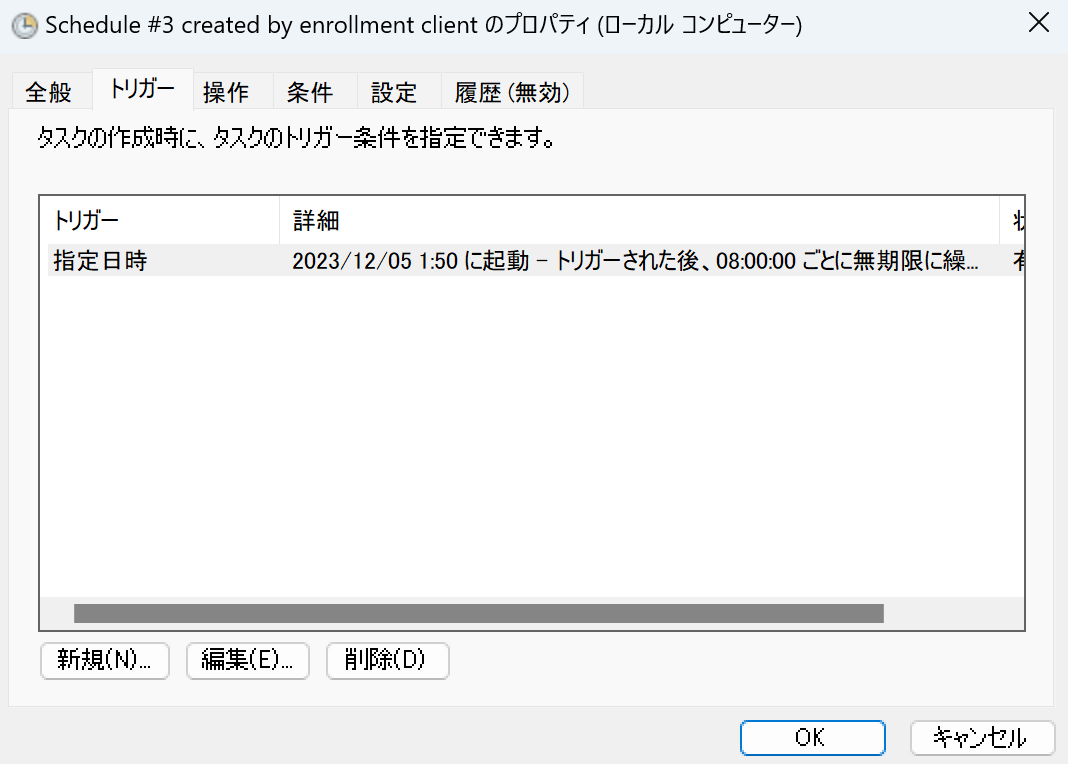 Schedule #3 created by enrollment client のプロパティ (ローカル コンピューター)
全般 トリガー 操作 条件 設定 履歴 (無効)
タスクの作成時に、タスクのトリガー条件を指定できます。
トリガー 詳細
指定日時 2023/12/05 1:50 に起動 - トリガーされた後、08:00:00 ごとに無期限に繰... 有
新規(N)... 編集(E)... 削除(D)
OK キャンセル